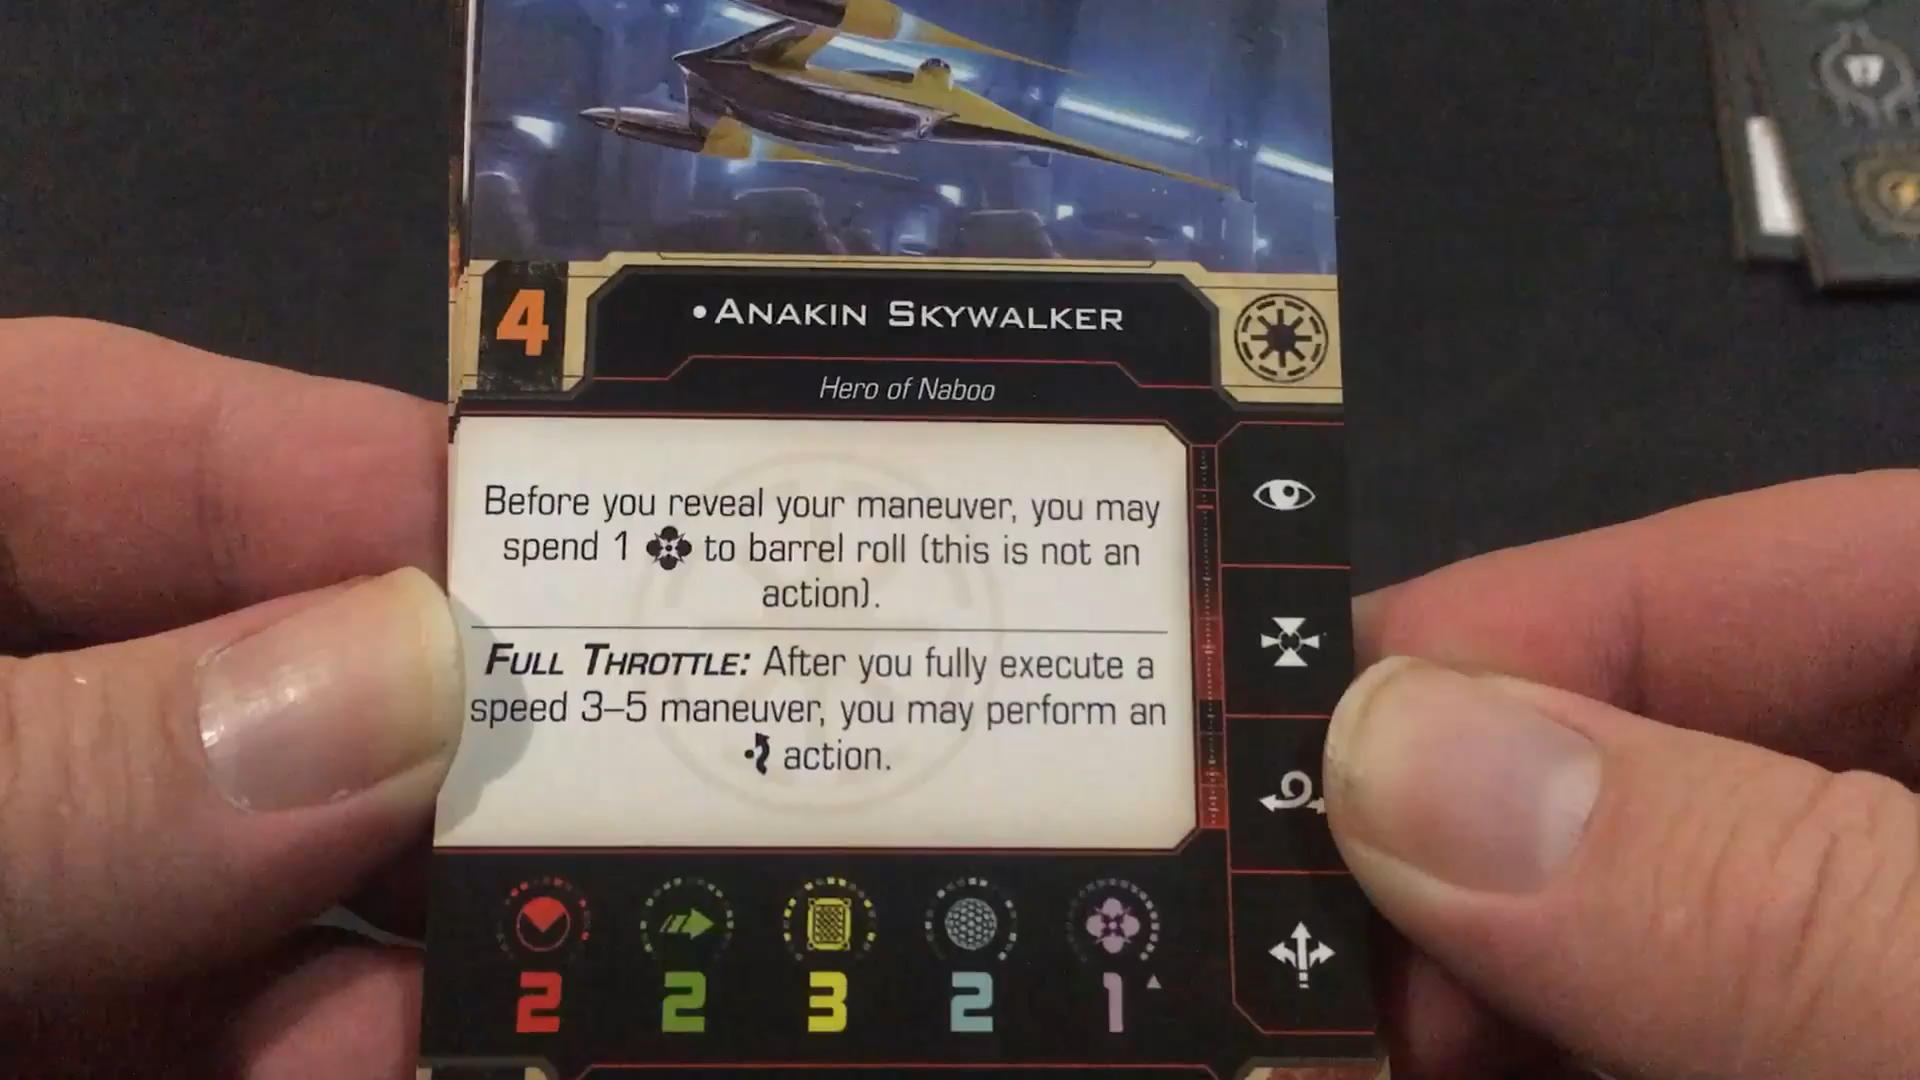 4
•ANAKIN SKYWALKER
Hero of Naboo
Before you reveal your maneuver, you may
spend 1 to barrel roll (this is not an
action).
FULL THROTTLE: After you fully execute a
speed 3–5 maneuver, you may perform an
action.
2 2 3 2 1